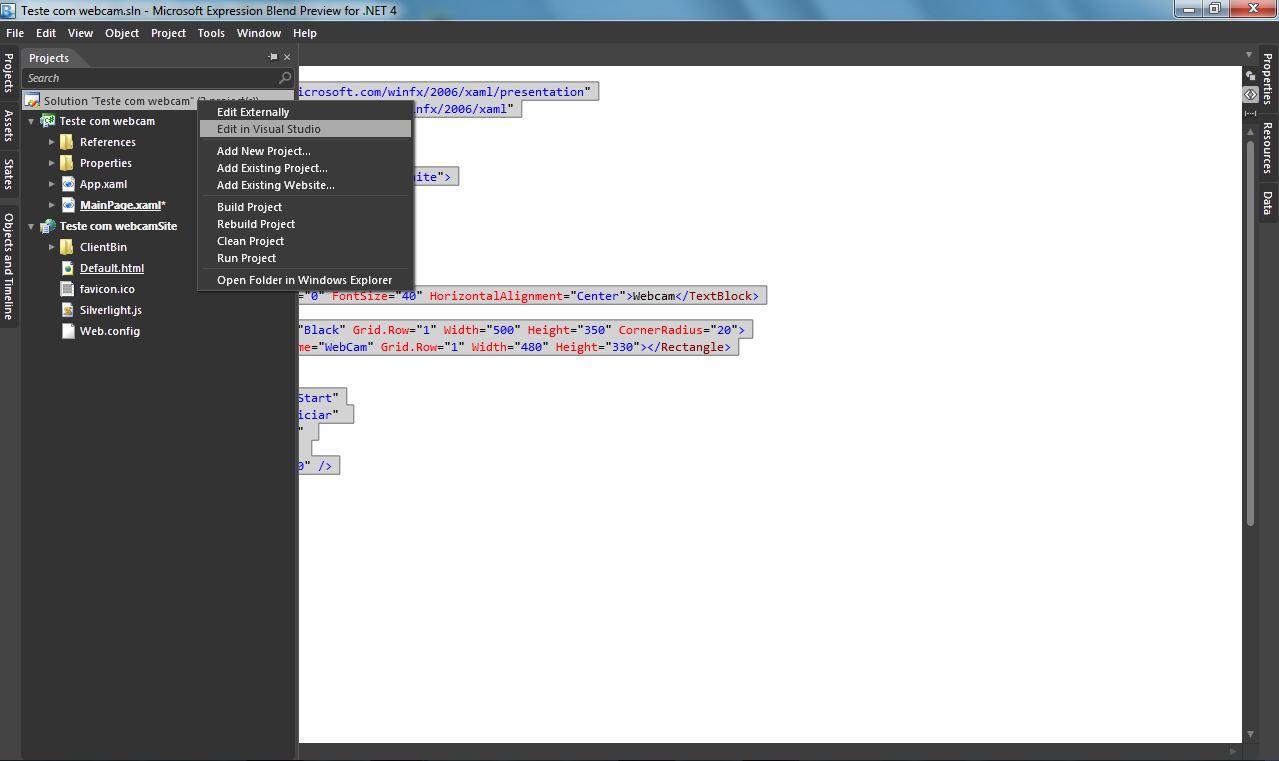 Teste com webcam.sln - Microsoft Expression Blend Preview for .NET 4
File Edit View Object Project Tools Window Help
Projects
Assets
States
Objects and Timeline
Projects
Search
Solution "Teste com webcam"
Teste com webcam
References
Properties
App.xaml
MainPage.xaml*
Teste com webcamSite
ClientBin
Default.html
favicon.ico
Silverlight.js
Web.config
Edit Externally
Edit in Visual Studio
Add New Project...
Add Existing Project...
Add Existing Website...
Build Project
Rebuild Project
Clean Project
Run Project
Open Folder in Windows Explorer
icrosoft.com/winfx/2006/xaml/presentation"
nfx/2006/xaml"
ite">
="0" FontSize="40" HorizontalAlignment="Center">Webcam</TextBlock>
"Black" Grid.Row="1" Width="500" Height="350" CornerRadius="20">
me="WebCam" Grid.Row="1" Width="480" Height="330"></Rectangle>
Start"
iciar"
"
0" />
Properties
Resources
Data